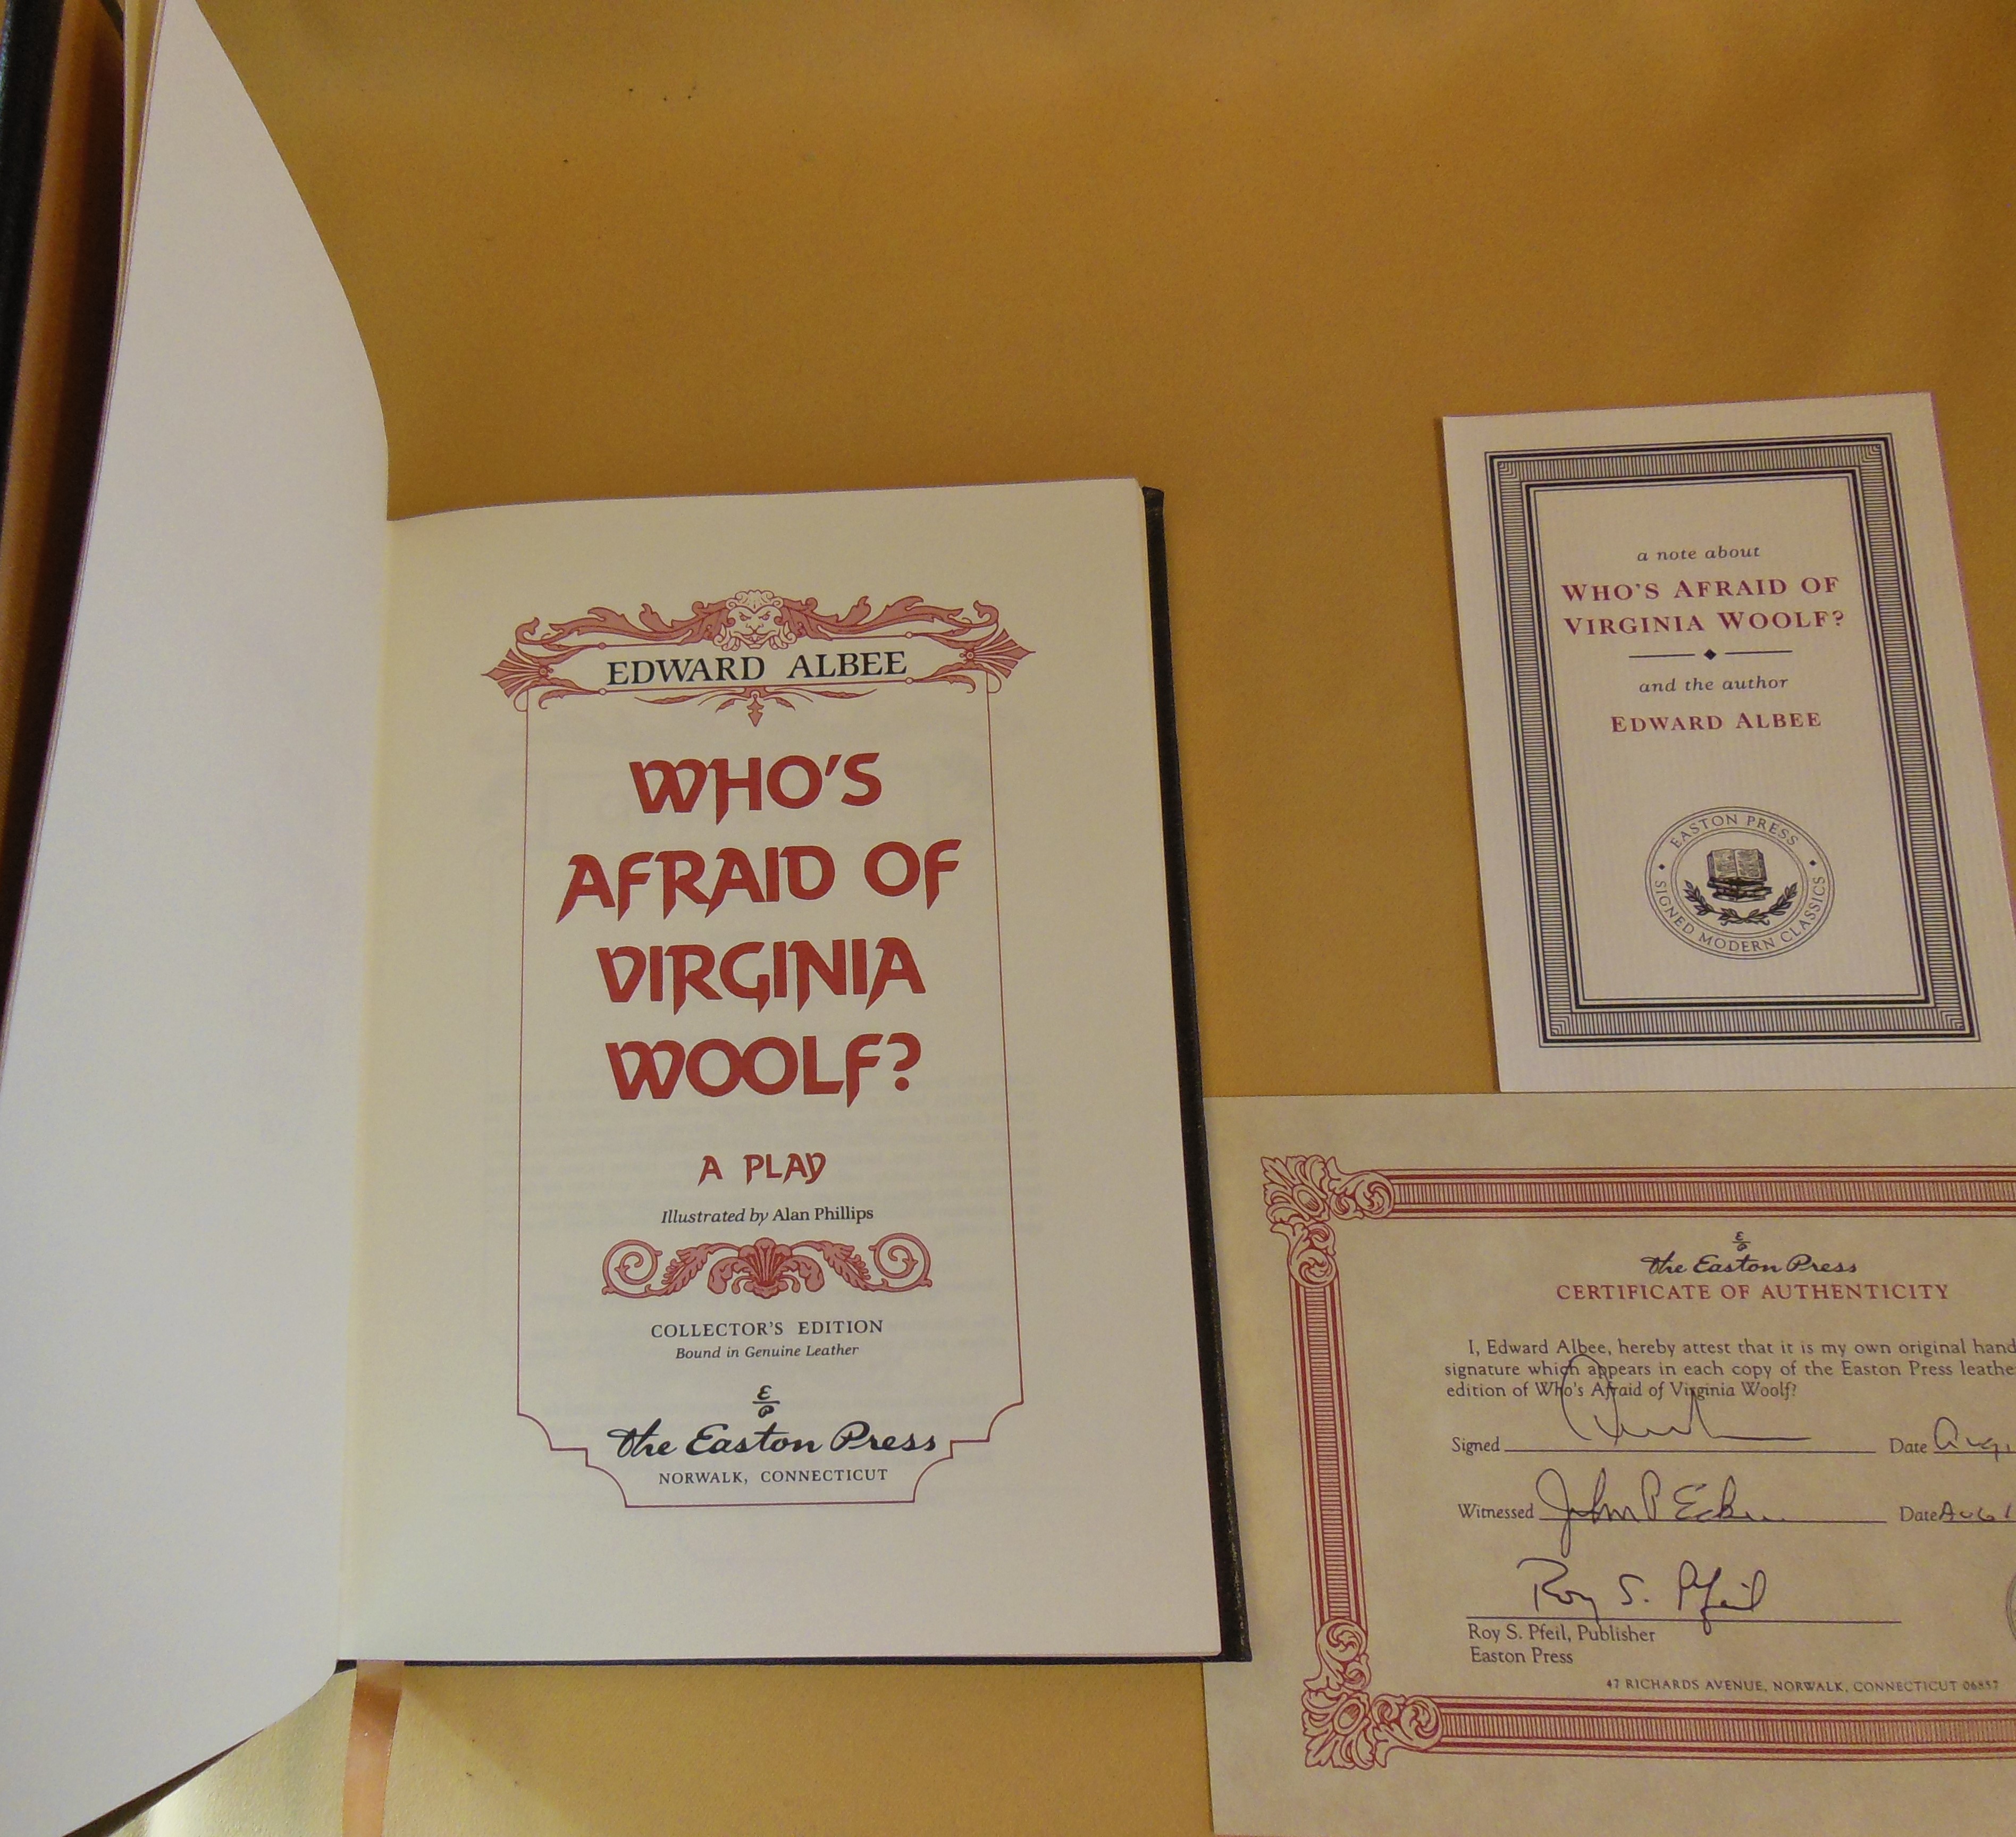 EDWARD ALBEE
WHO'S
AFRAID OF
VIRGINIA
WOOLF?
A PLAY
Illustrated by Alan Phillips
COLLECTOR'S EDITION
Bound in Genuine Leather
E/P
the Easton Press
NORWALK, CONNECTICUT
a note about
WHO'S AFRAID OF
VIRGINIA WOOLF?
and the author
EDWARD ALBEE
EASTON PRESS
SIGNED MODERN CLASSICS
E/P
the Easton Press
CERTIFICATE OF AUTHENTICITY
I, Edward Albee, hereby attest that it is my own original hand
signature which appears in each copy of the Easton Press leathe
edition of Who's Afraid of Virginia Woolf?
Signed Date Aug
Witnessed John P Date Aug 1
Roy S. Pfeil
Roy S. Pfeil, Publisher
Easton Press
47 RICHARDS AVENUE, NORWALK, CONNECTICUT 06857